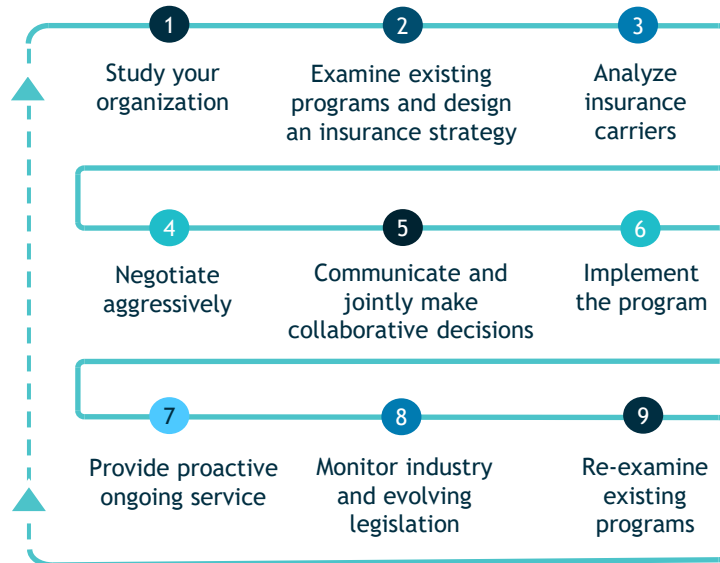 1
Study your
organization
2
Examine existing
programs and design
an insurance strategy
3
Analyze
insurance
carriers
4
Negotiate
aggressively
5
Communicate and
jointly make
collaborative decisions
6
Implement
the program
7
Provide proactive
ongoing service
8
Monitor industry
and evolving
legislation
9
Re-examine
existing
programs